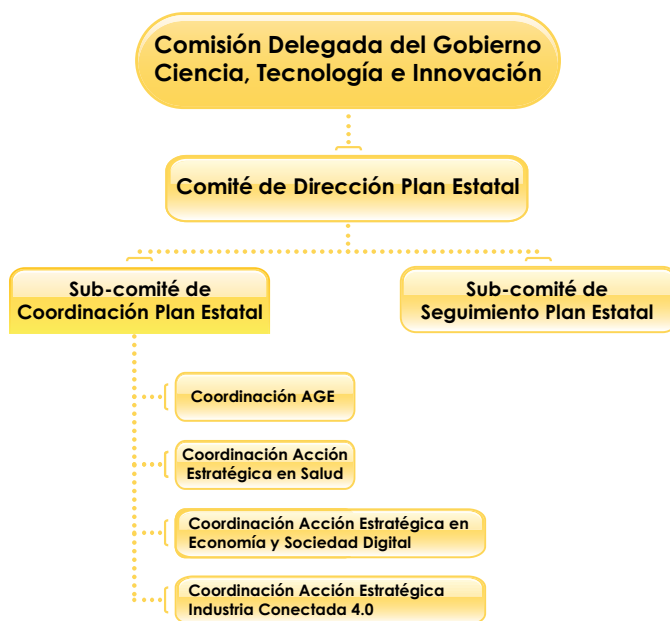 Comisión Delegada del Gobierno
Ciencia, Tecnología e Innovación
Comité de Dirección Plan Estatal
Sub-comité de
Coordinación Plan Estatal
Sub-comité de
Seguimiento Plan Estatal
Coordinación AGE
Coordinación Acción
Estratégica en Salud
Coordinación Acción Estratégica en
Economía y Sociedad Digital
Coordinación Acción Estratégica
Industria Conectada 4.0